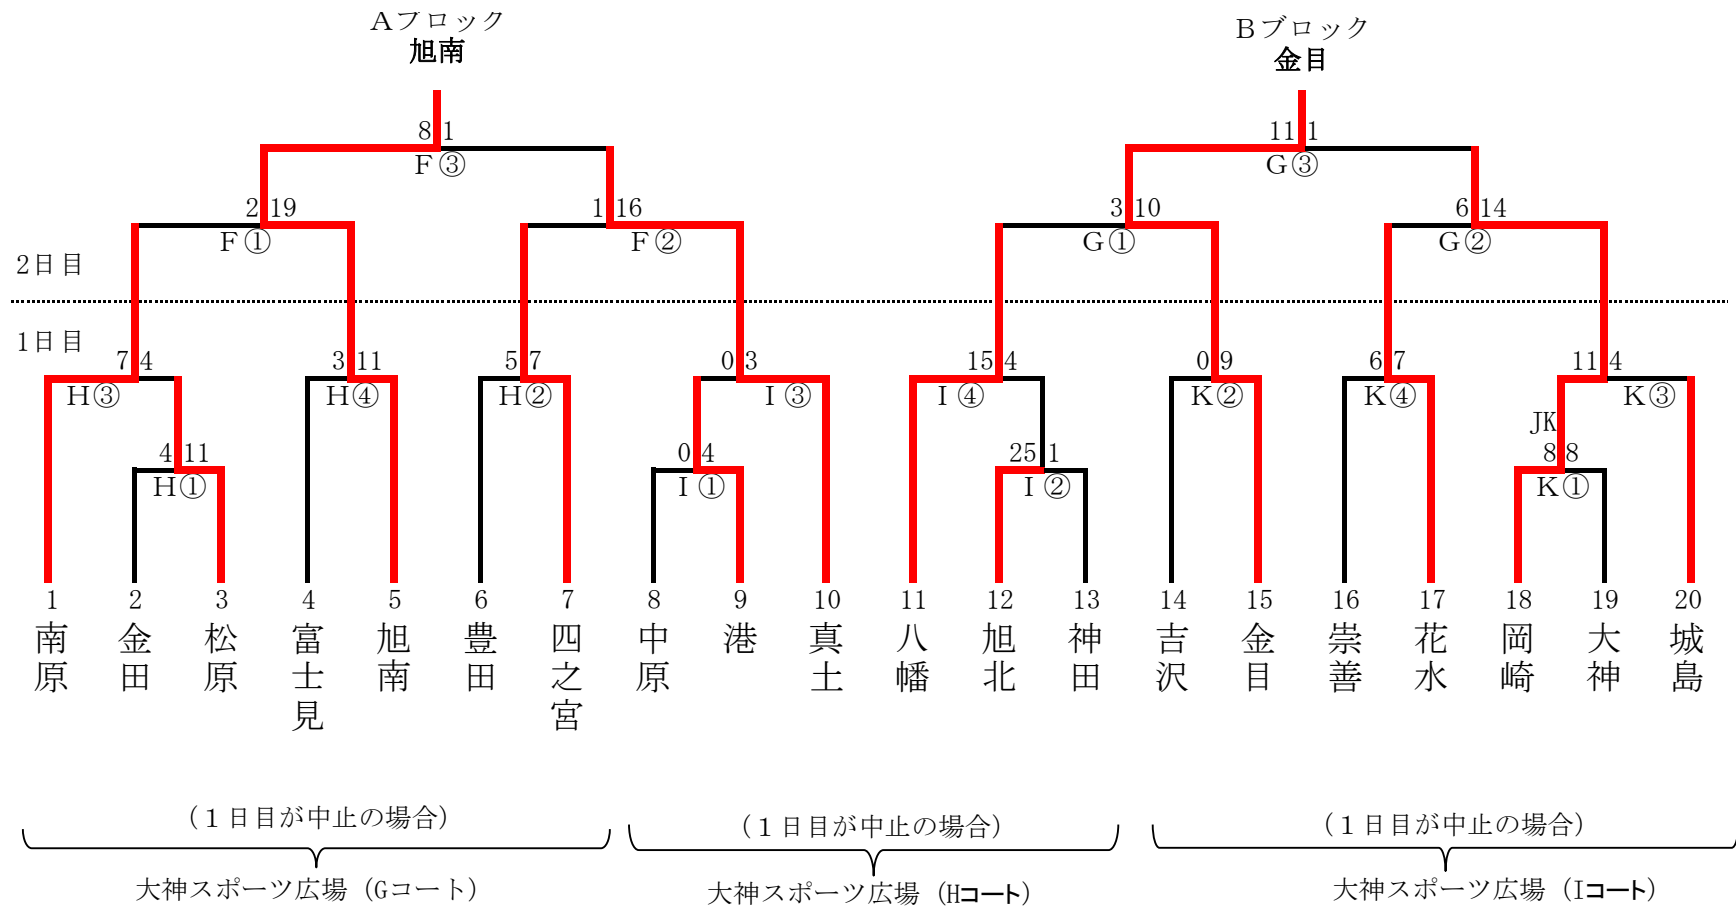 Aブロック
旭南
Bブロック
金目
8 1
F③
11 1
G③
2 19
F①
1 16
F②
3 10
G①
6 14
G②
2日目
1日目
7 4
H③
3 11
H④
5 7
H②
0 3
I③
15 4
I④
0 9
K②
6 7
K④
11 4
K③
JK
4 11
H①
0 4
I①
25 1
I②
8 8
K①
1 2 3 4 5 6 7 8 9 10 11 12 13 14 15 16 17 18 19 20
南原
金田
松原
富士見
旭南
豊田
四之宮
中原
港
真土
八幡
旭北
神田
吉沢
金目
崇善
花水
岡崎
大神
城島
(1日目が中止の場合)
(1日目が中止の場合)
(1日目が中止の場合)
大神スポーツ広場 (Gコート)
大神スポーツ広場 (Hコート)
大神スポーツ広場 (Iコート)